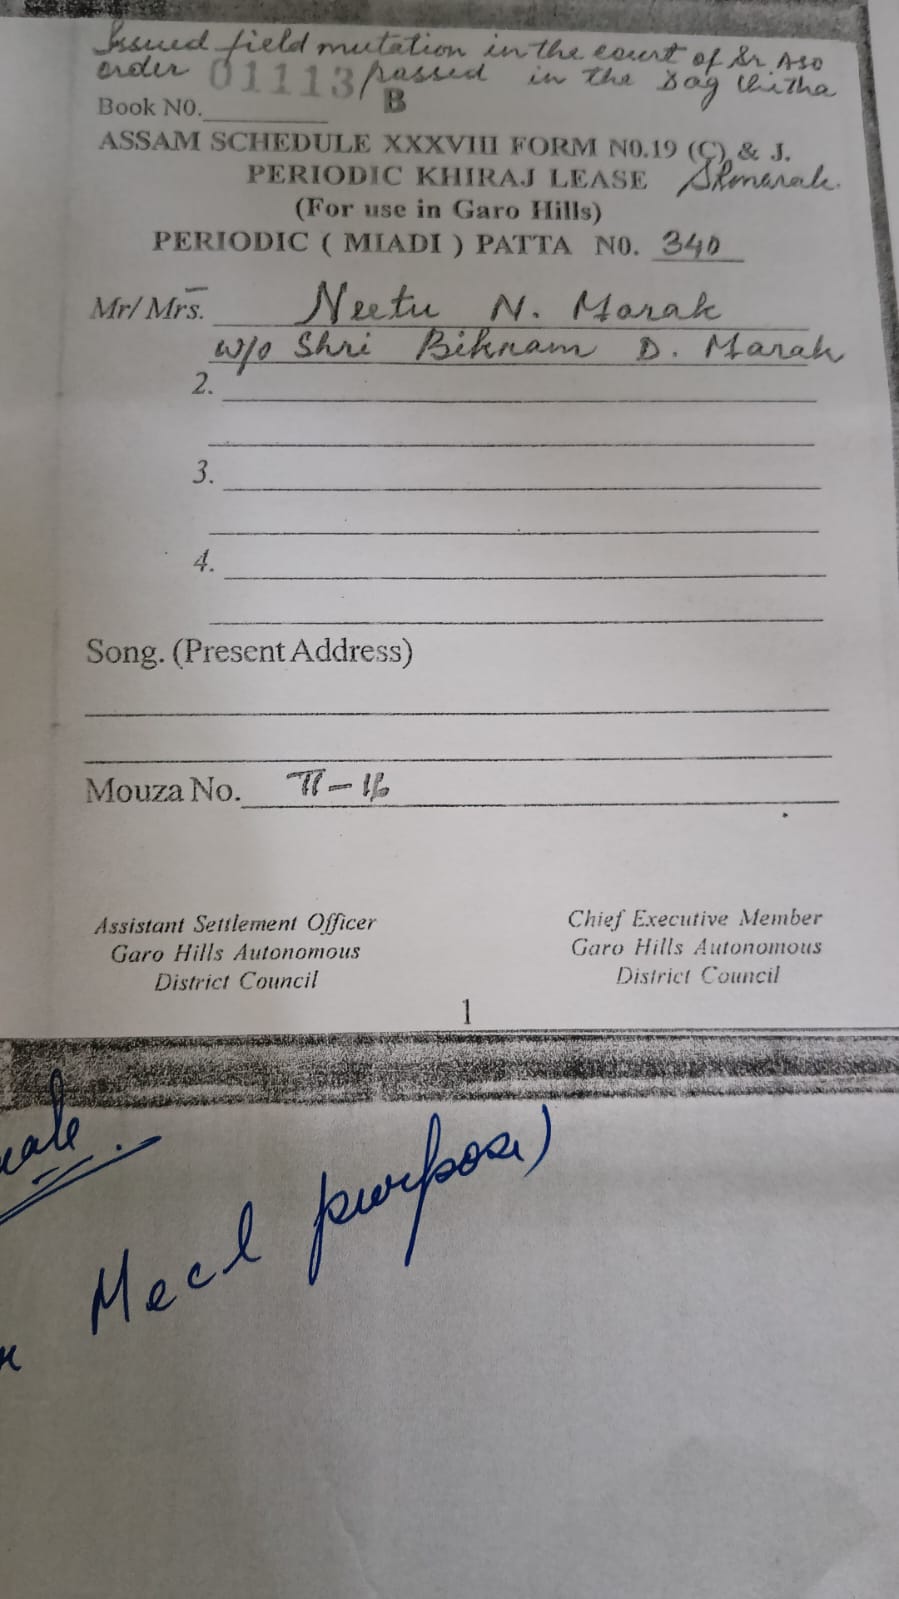 Issued field mutation in the court of Sr ASO
order 01113 passed in the Dag Chitha
Book NO. B
ASSAM SCHEDULE XXXVIII FORM NO.19 (C) & J.
PERIODIC KHIRAJ LEASE
(For use in Garo Hills)
PERIODIC ( MIADI ) PATTA NO. 340
Mr/ Mrs. Neetu N. Marak
w/o Shri Bikram D. Marak
2.
3.
4.
Song. (Present Address)
Mouza No. II-16
Assistant Settlement Officer
Garo Hills Autonomous
District Council
Chief Executive Member
Garo Hills Autonomous
District Council
1
MeCL purpose)